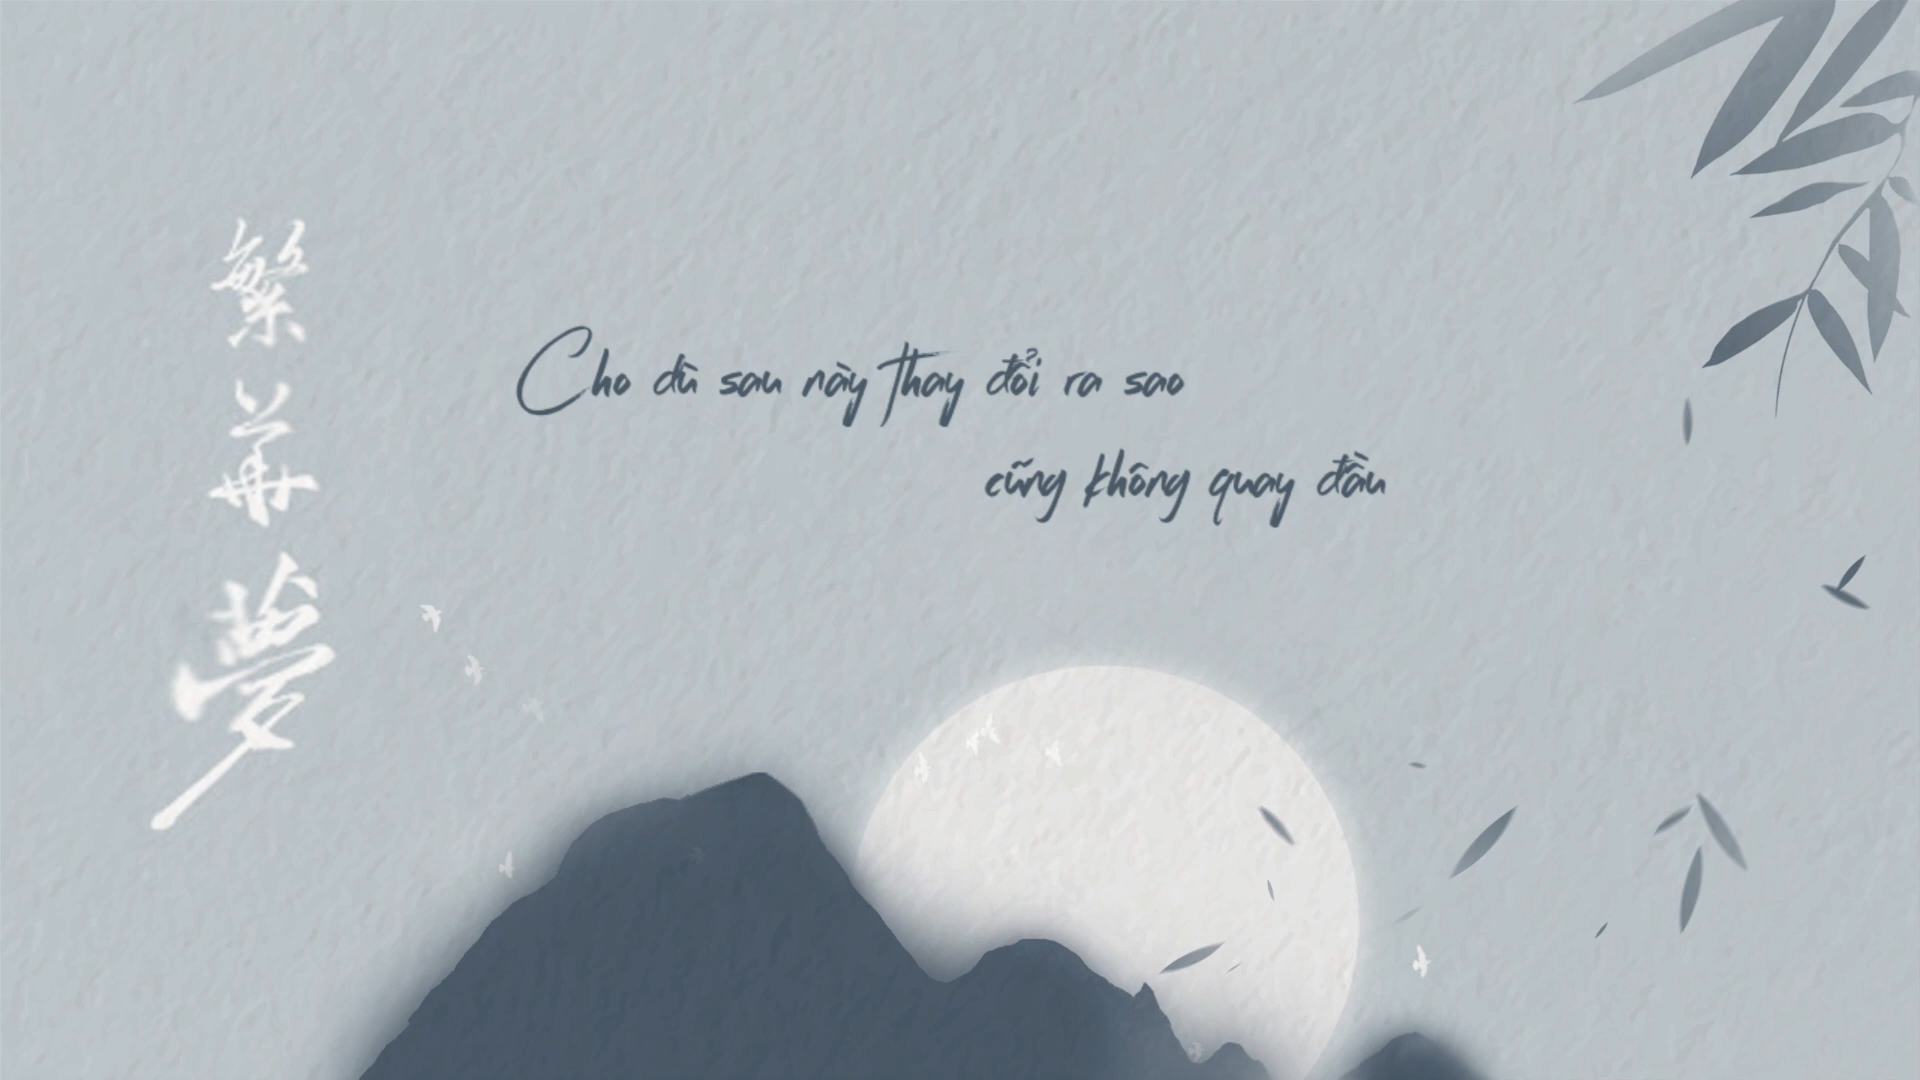 繁華夢
Cho dù sau này thay đổi ra sao
cũng không quay đầu